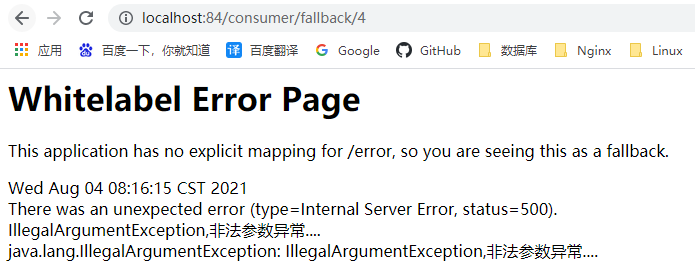 localhost:84/consumer/fallback/4
应用 百度一下，你就知道 译 百度翻译 Google GitHub 数据库 Nginx Linux
Whitelabel Error Page
This application has no explicit mapping for /error, so you are seeing this as a fallback.
Wed Aug 04 08:16:15 CST 2021
There was an unexpected error (type=Internal Server Error, status=500).
IllegalArgumentException,非法参数异常....
java.lang.IllegalArgumentException: IllegalArgumentException,非法参数异常....